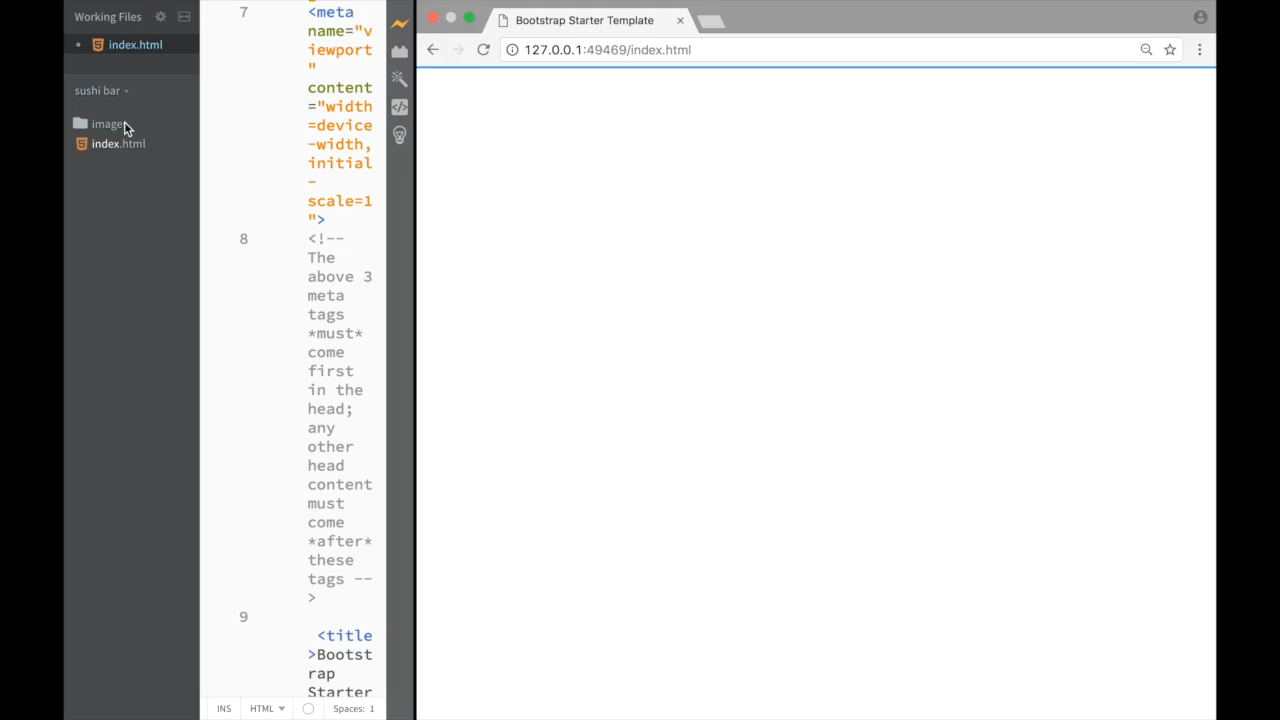 Working Files
index.html
sushi bar
images
index.html
7
<meta
name="v
iewport
"
content
="width
=device
-width,
initial
-
scale=1
">
8
<!--
The
above 3
meta
tags
*must*
come
first
in the
head;
any
other
head
content
must
come
*after*
these
tags --
>
9
<title
>Bootst
rap
Starter
INS
HTML
Spaces: 1
Bootstrap Starter Template
127.0.0.1:49469/index.html